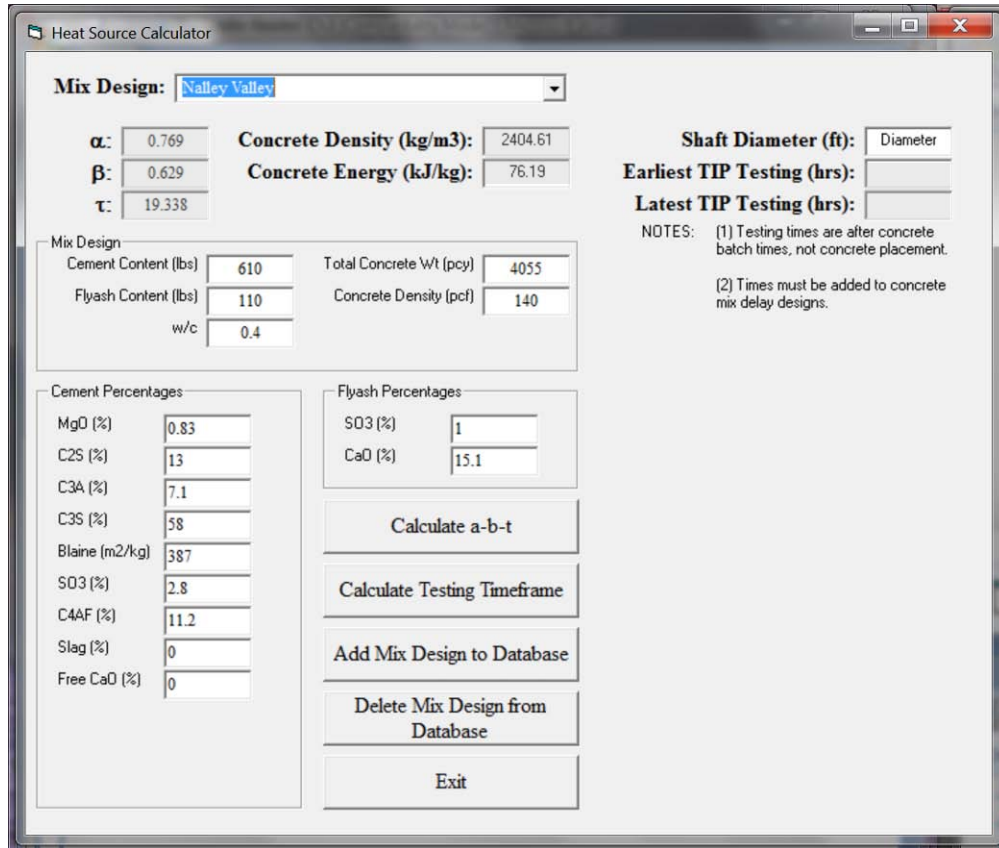 Heat Source Calculator
Mix Design: Nalley Valley
α: 0.769
β: 0.629
τ: 19.338
Concrete Density (kg/m3): 2404.61
Concrete Energy (kJ/kg): 76.19
Shaft Diameter (ft): Diameter
Earliest TIP Testing (hrs):
Latest TIP Testing (hrs):
NOTES: (1) Testing times are after concrete
batch times, not concrete placement.
(2) Times must be added to concrete
mix delay designs.
Mix Design
Cement Content (lbs) 610
Flyash Content (lbs) 110
w/c 0.4
Total Concrete Wt (pcy) 4055
Concrete Density (pcf) 140
Cement Percentages
MgO (%) 0.83
C2S (%) 13
C3A (%) 7.1
C3S (%) 58
Blaine (m2/kg) 387
SO3 (%) 2.8
C4AF (%) 11.2
Slag (%) 0
Free CaO (%) 0
Flyash Percentages
SO3 (%) 1
CaO (%) 15.1
Calculate a-b-t
Calculate Testing Timeframe
Add Mix Design to Database
Delete Mix Design from
Database
Exit